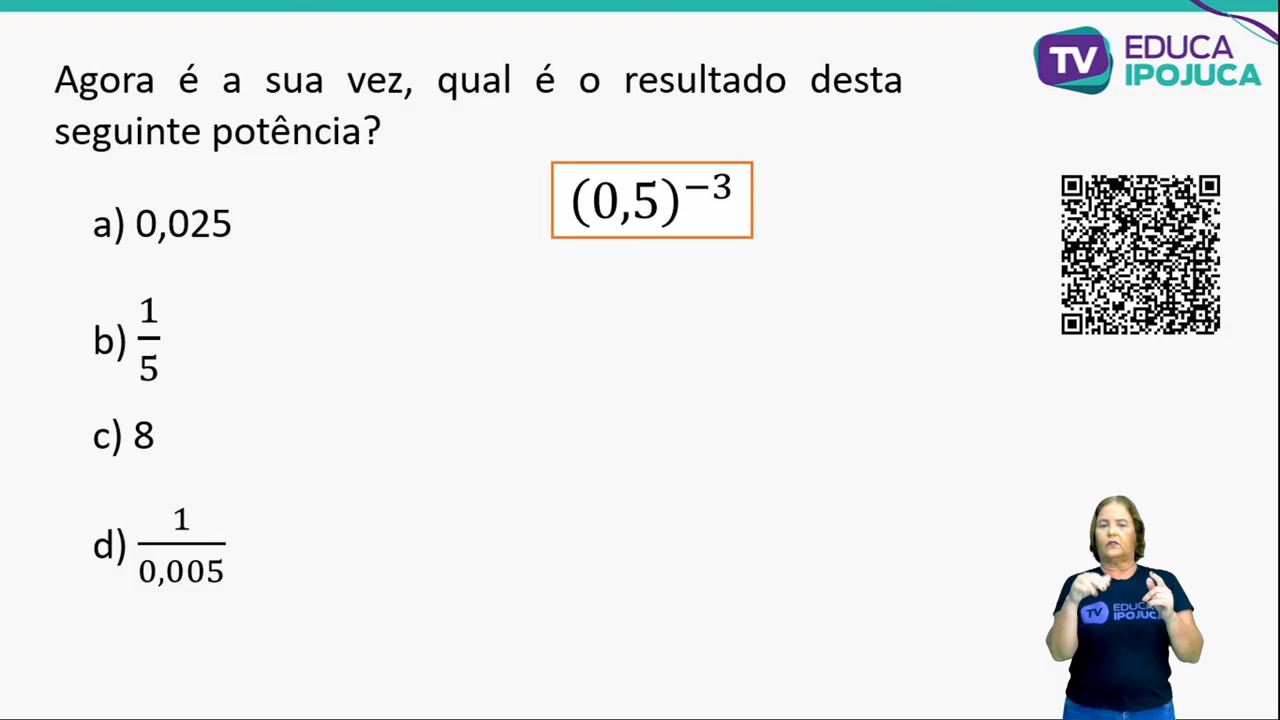 Agora é a sua vez, qual é o resultado desta
seguinte potência?
(0,5)⁻³
a) 0,025
b) 1/5
c) 8
d) 1/0,005
TV EDUCA
IPOJUCA
TV EDUCA
IPOJUCA